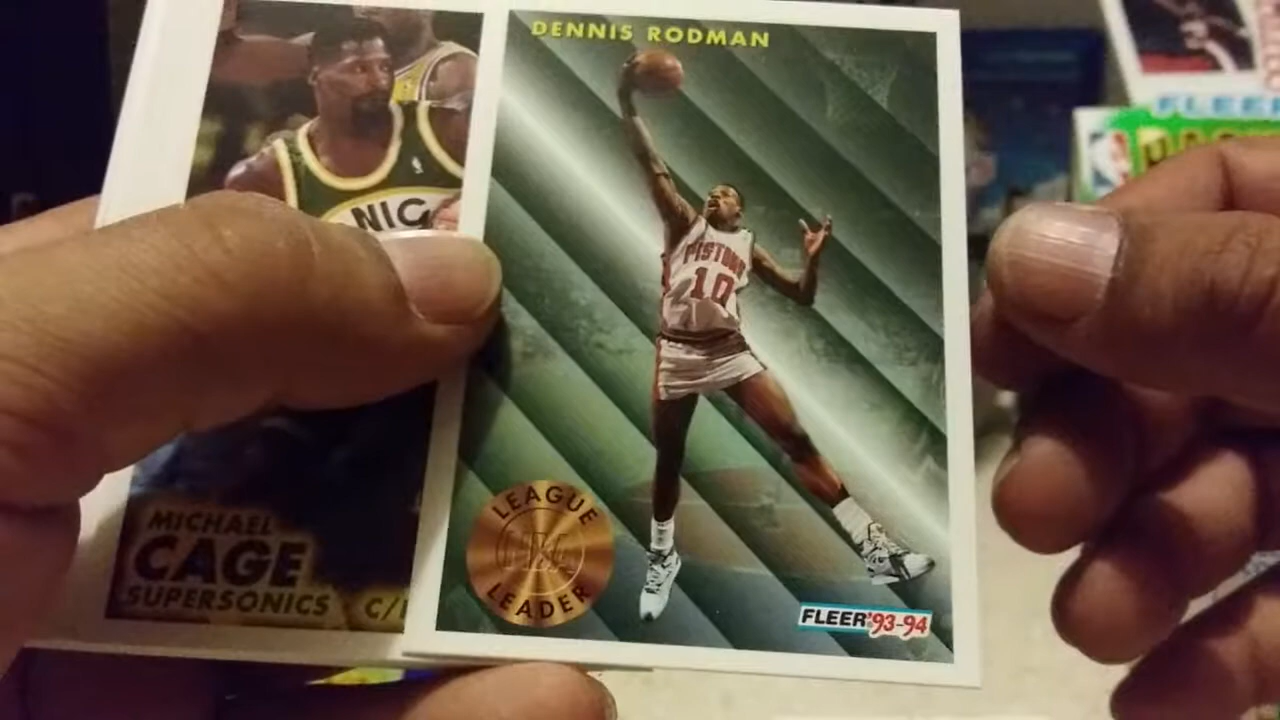 DENNIS RODMAN
FLEER
NIC
PISTONS
10
MICHAEL
CAGE
SUPERSONICS C/
LEAGUE
LEADER
FLEER '93-94